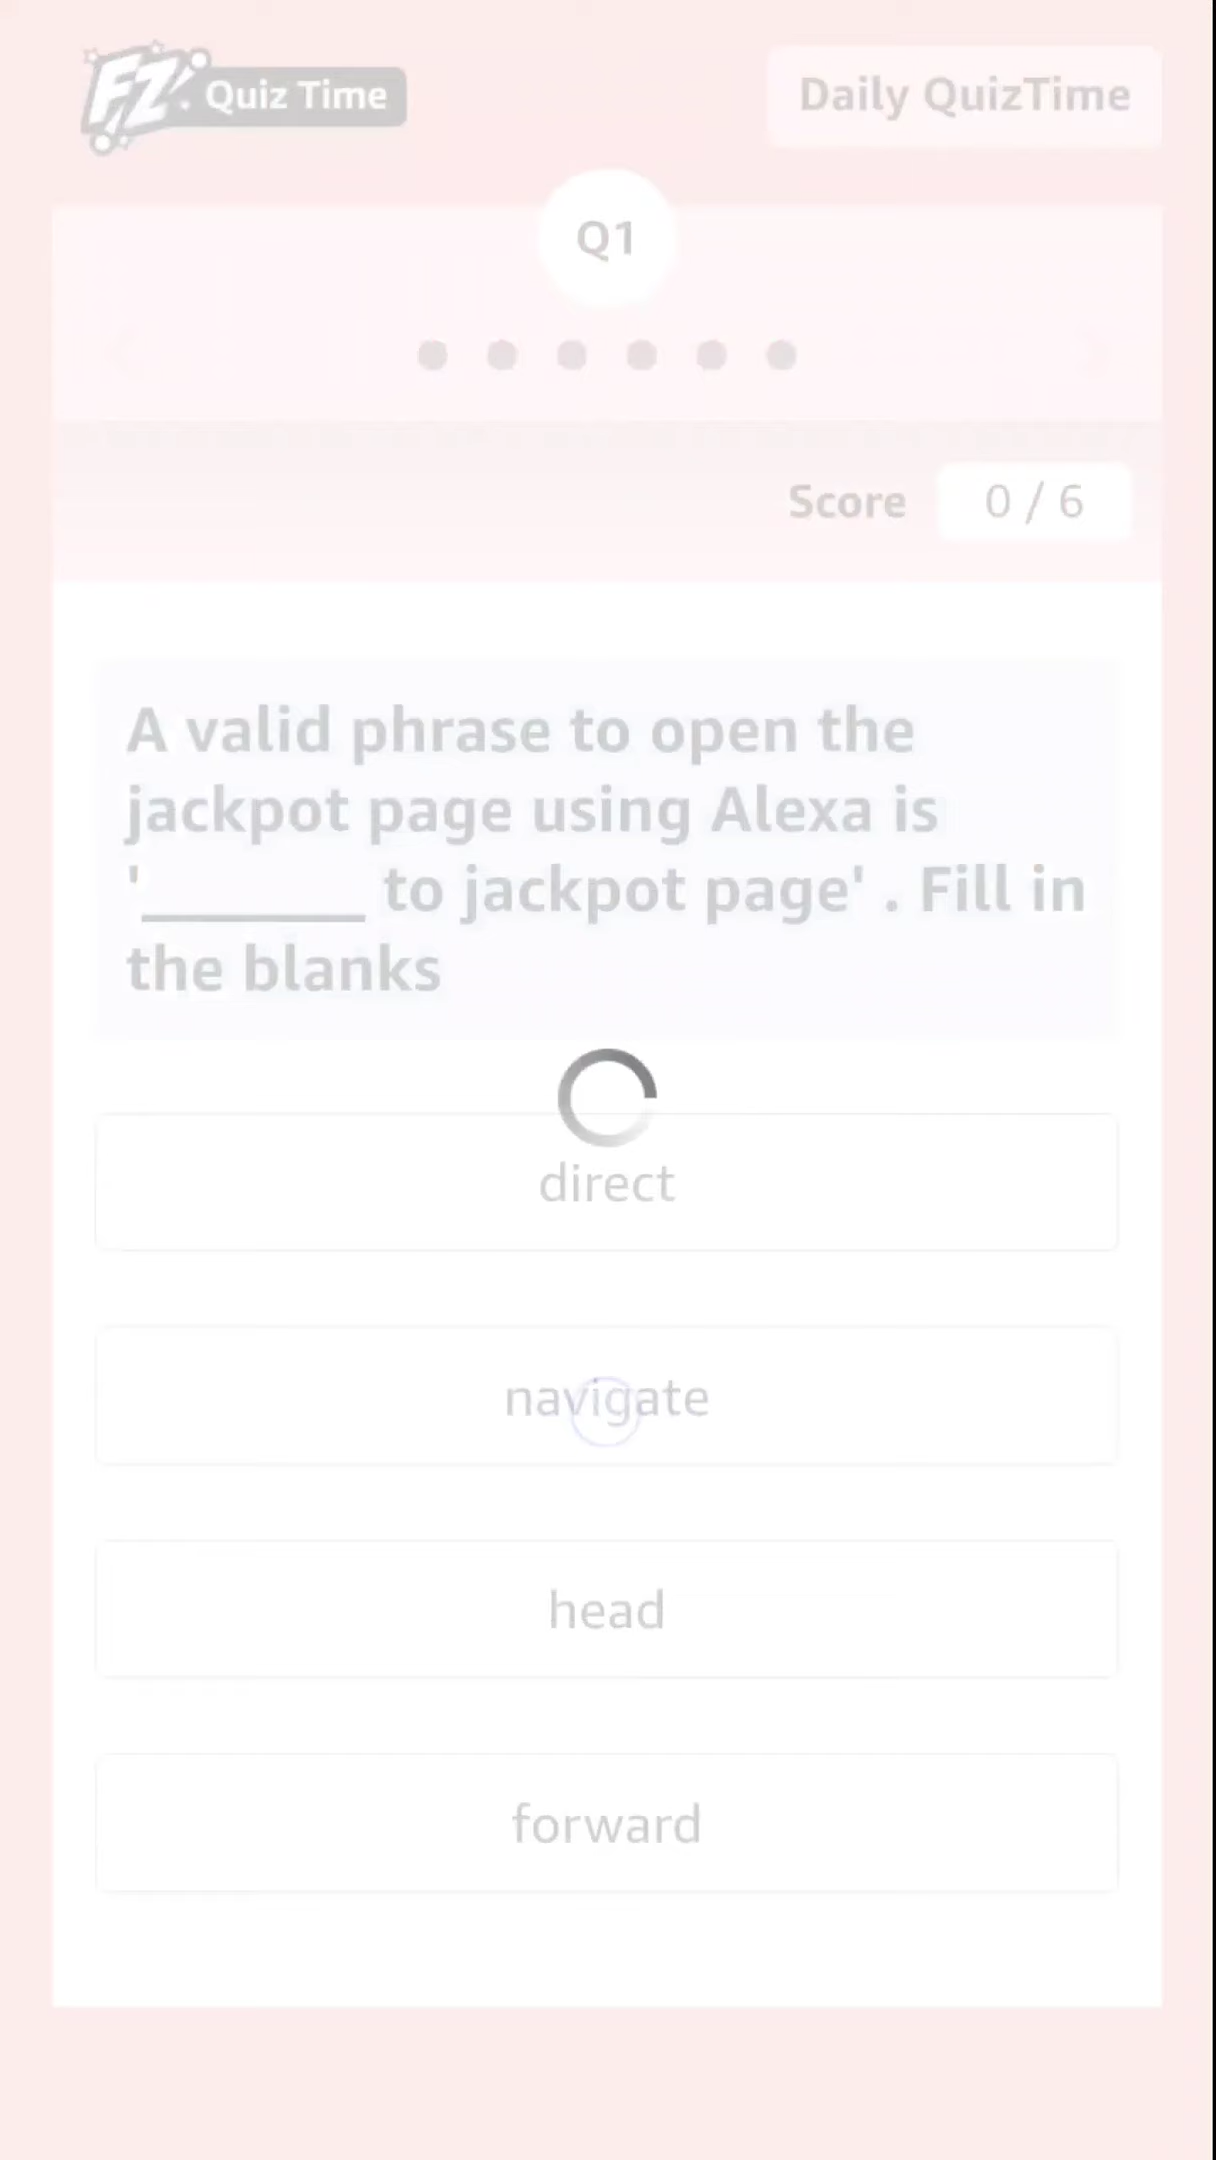 FZ. Quiz Time
Daily QuizTime
Q1
Score 0 / 6
A valid phrase to open the
jackpot page using Alexa is
'_______ to jackpot page' . Fill in
the blanks
direct
navigate
head
forward